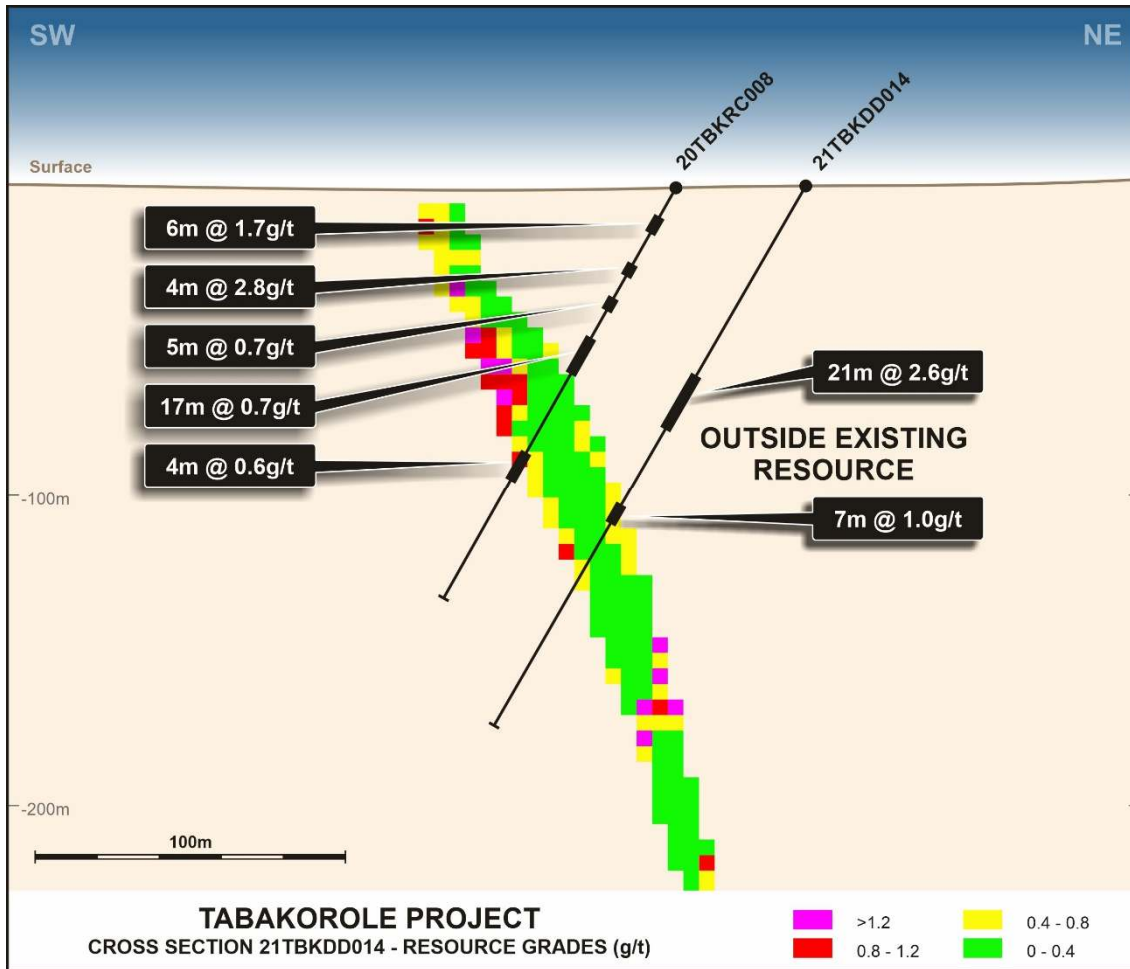 SW
NE
20TBKRC008
21TBKDD014
Surface
6m @ 1.7g/t
4m @ 2.8g/t
5m @ 0.7g/t
17m @ 0.7g/t
4m @ 0.6g/t
21m @ 2.6g/t
OUTSIDE EXISTING
RESOURCE
7m @ 1.0g/t
-100m
-200m
100m
TABAKOROLE PROJECT
CROSS SECTION 21TBKDD014 - RESOURCE GRADES (g/t)
>1.2
0.4 - 0.8
0.8 - 1.2
0 - 0.4